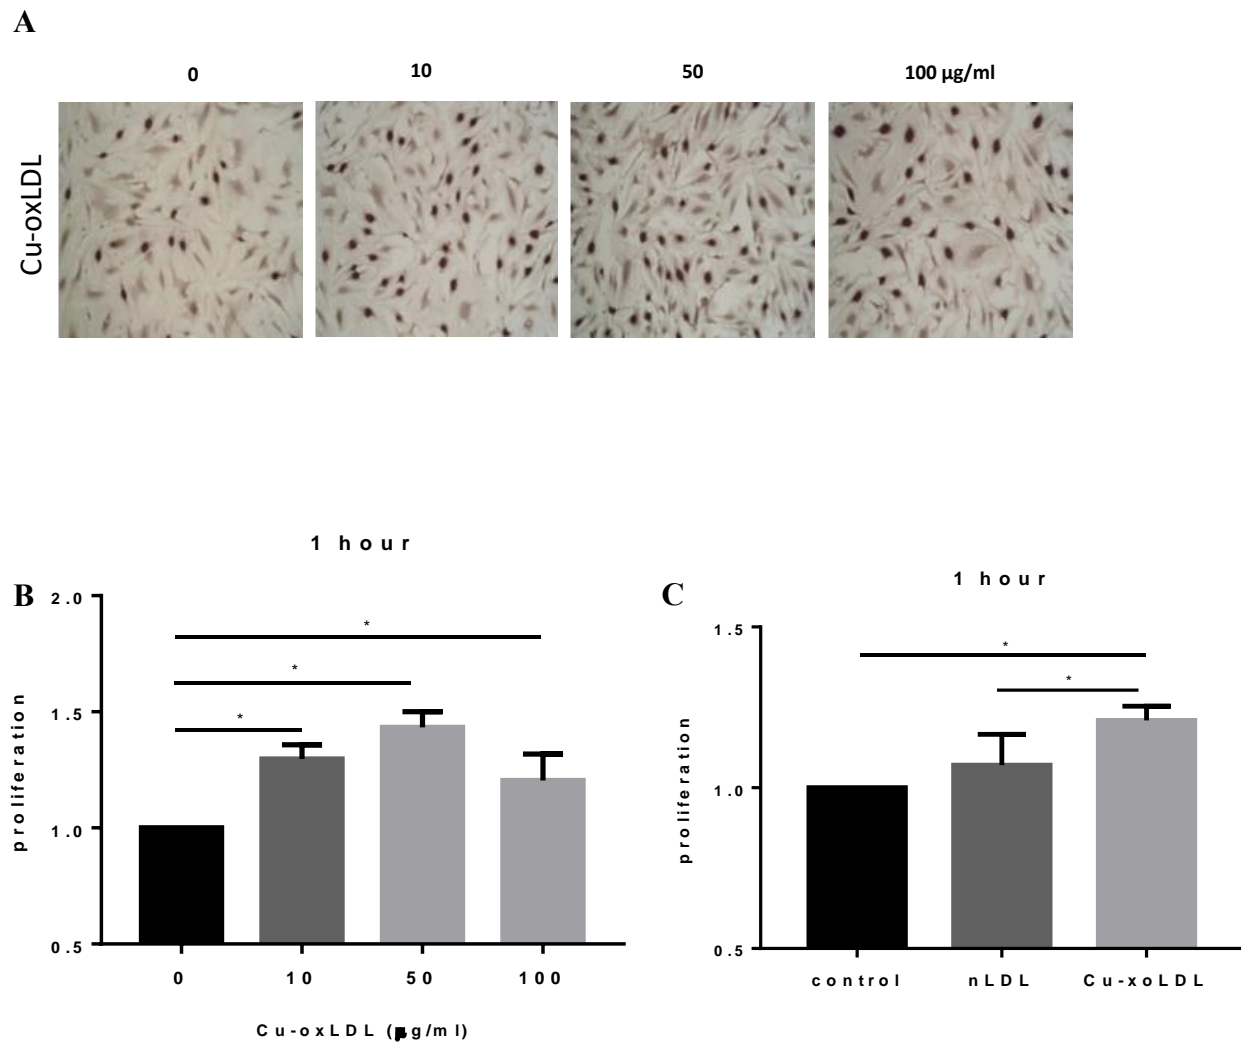 A
0 10 50 100 µg/ml
Cu-oxLDL
1 hour
B
2.0
1.5
1.0
0.5
proliferation
*
*
*
0 10 50 100
Cu-oxLDL (µg/ml)
1 hour
C
1.5
1.0
0.5
proliferation
*
*
control nLDL Cu-xoLDL